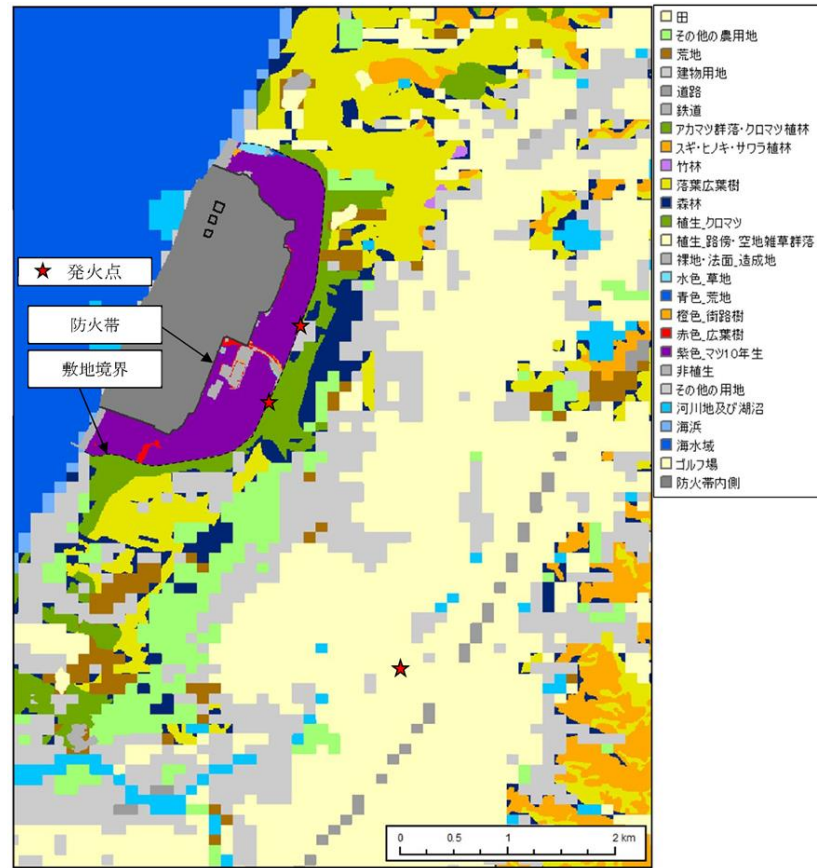 発火点
防火帯
敷地境界
田
その他の農用地
荒地
建物用地
道路
鉄道
アカマツ群落・クロマツ植林
スギ・ヒノキ・サワラ植林
竹林
落葉広葉樹
森林
植生_クロマツ
植生_路傍・空地雑草群落
裸地・法面_造成地
水色_草地
青色_荒地
橙色_街路樹
赤色_広葉樹
紫色_マツ10年生
非植生
その他の用地
河川地及び湖沼
海浜
海水域
ゴルフ場
防火帯内側
0 0.5 1 2 km